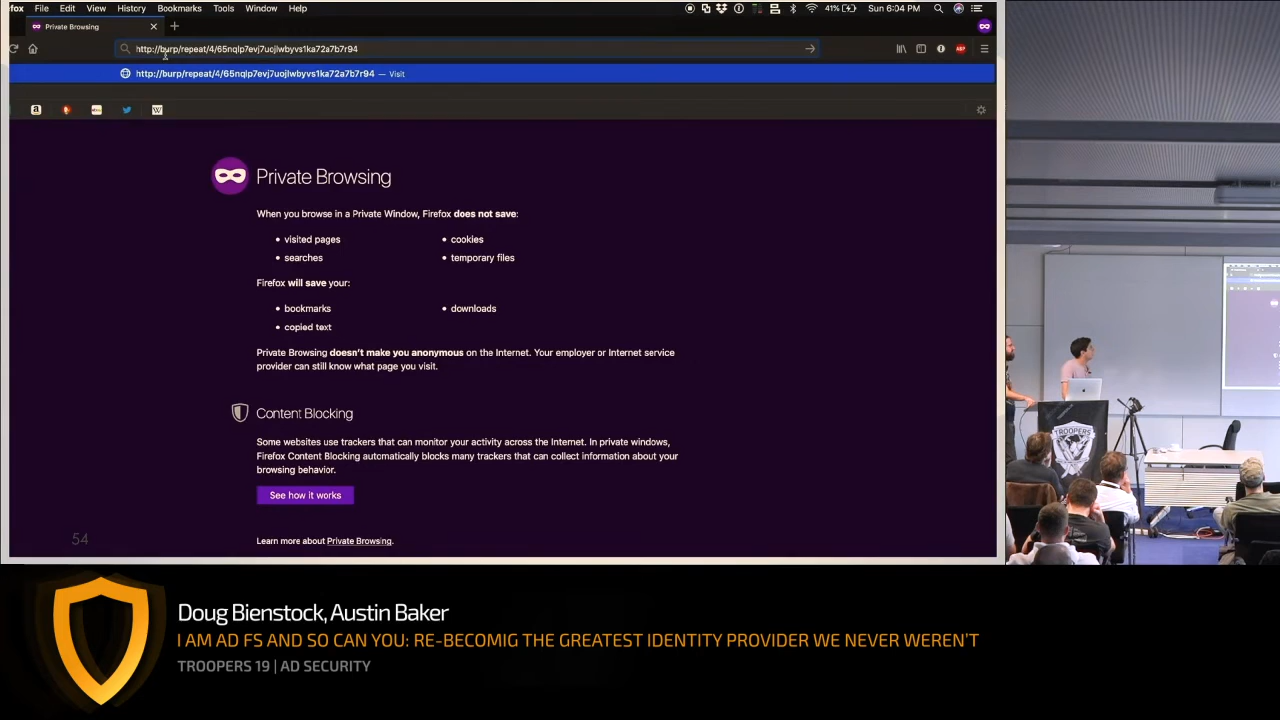 fox File Edit View History Bookmarks Tools Window Help 41% Sun 6:04 PM
Private Browsing
http://burp/repeat/4/65nqlp7evj7uojlwbyvs1ka72a7b7r94
http://burp/repeat/4/65nqlp7evj7uojlwbyvs1ka72a7b7r94 — Visit
Private Browsing
When you browse in a Private Window, Firefox does not save:
visited pages
cookies
searches
temporary files
Firefox will save your:
bookmarks
downloads
copied text
Private Browsing doesn't make you anonymous on the Internet. Your employer or Internet service
provider can still know what page you visit.
Content Blocking
Some websites use trackers that can monitor your activity across the Internet. In private windows,
Firefox Content Blocking automatically blocks many trackers that can collect information about your
browsing behavior.
See how it works
Learn more about Private Browsing.
54
TROOPERS
Doug Bienstock, Austin Baker
I AM AD FS AND SO CAN YOU: RE-BECOMIG THE GREATEST IDENTITY PROVIDER WE NEVER WEREN'T
TROOPERS 19 | AD SECURITY